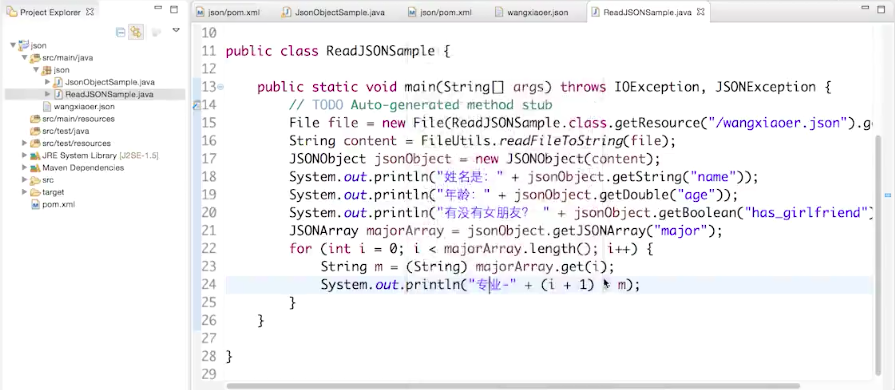 Project Explorer
json/pom.xml
JsonObjectSample.java
json/pom.xml
wangxiaoer.json
ReadJSONSample.java
json
src/main/java
json
JsonObjectSample.java
ReadJSONSample.java
wangxiaoer.json
src/main/resources
src/test/java
src/test/resources
JRE System Library [J2SE-1.5]
Maven Dependencies
src
target
pom.xml
10
11 public class ReadJSONSample {
12
13 public static void main(String[] args) throws IOException, JSONException {
14 // TODO Auto-generated method stub
15 File file = new File(ReadJSONSample.class.getResource("/wangxiaoer.json").g
16 String content = FileUtils.readFileToString(file);
17 JSONObject jsonObject = new JSONObject(content);
18 System.out.println("姓名是：" + jsonObject.getString("name"));
19 System.out.println("年龄：" + jsonObject.getDouble("age"));
20 System.out.println("有没有女朋友？ " + jsonObject.getBoolean("has_girlfriend")
21 JSONArray majorArray = jsonObject.getJSONArray("major");
22 for (int i = 0; i < majorArray.length(); i++) {
23 String m = (String) majorArray.get(i);
24 System.out.println("专业-" + (i + 1) m);
25 }
26 }
27
28 }
29